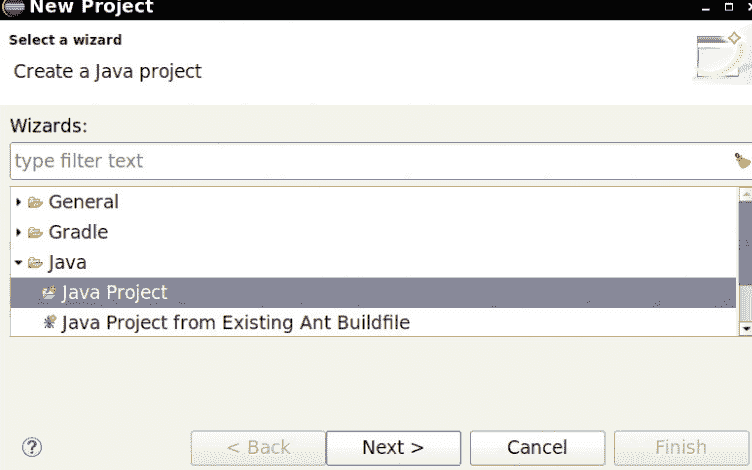 New Project
Select a wizard
Create a Java project
Wizards:
type filter text
General
Gradle
Java
Java Project
Java Project from Existing Ant Buildfile
? < Back Next > Cancel Finish